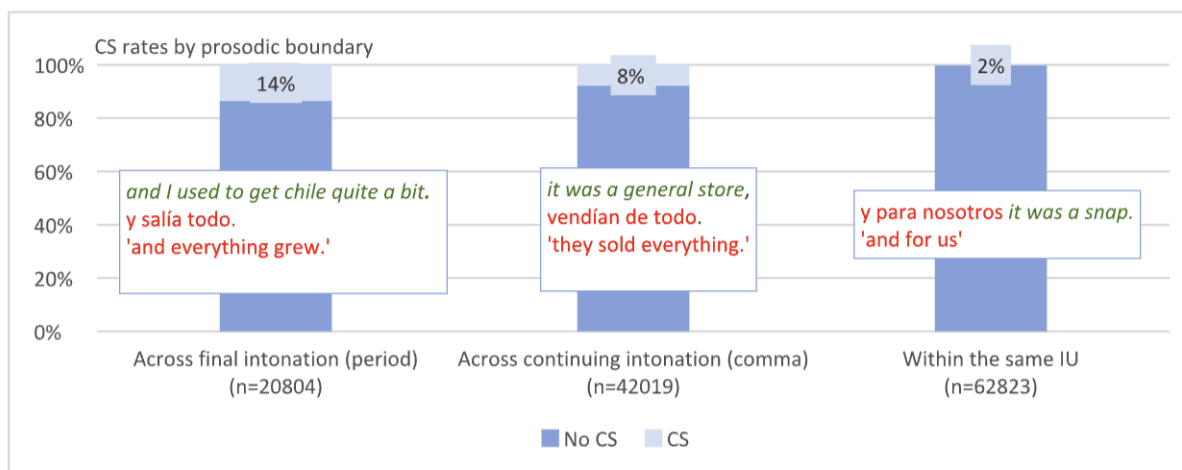 CS rates by prosodic boundary
100%
80%
60%
40%
20%
0%
14%
8%
2%
and I used to get chile quite a bit.
y salía todo.
'and everything grew.'
it was a general store,
vendían de todo.
'they sold everything.'
y para nosotros it was a snap.
'and for us'
Across final intonation (period)
(n=20804)
Across continuing intonation (comma)
(n=42019)
Within the same IU
(n=62823)
No CS
CS